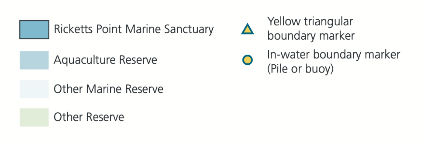 Ricketts Point Marine Sanctuary
Aquaculture Reserve
Other Marine Reserve
Other Reserve
Yellow triangular
boundary marker
In-water boundary marker
(Pile or buoy)